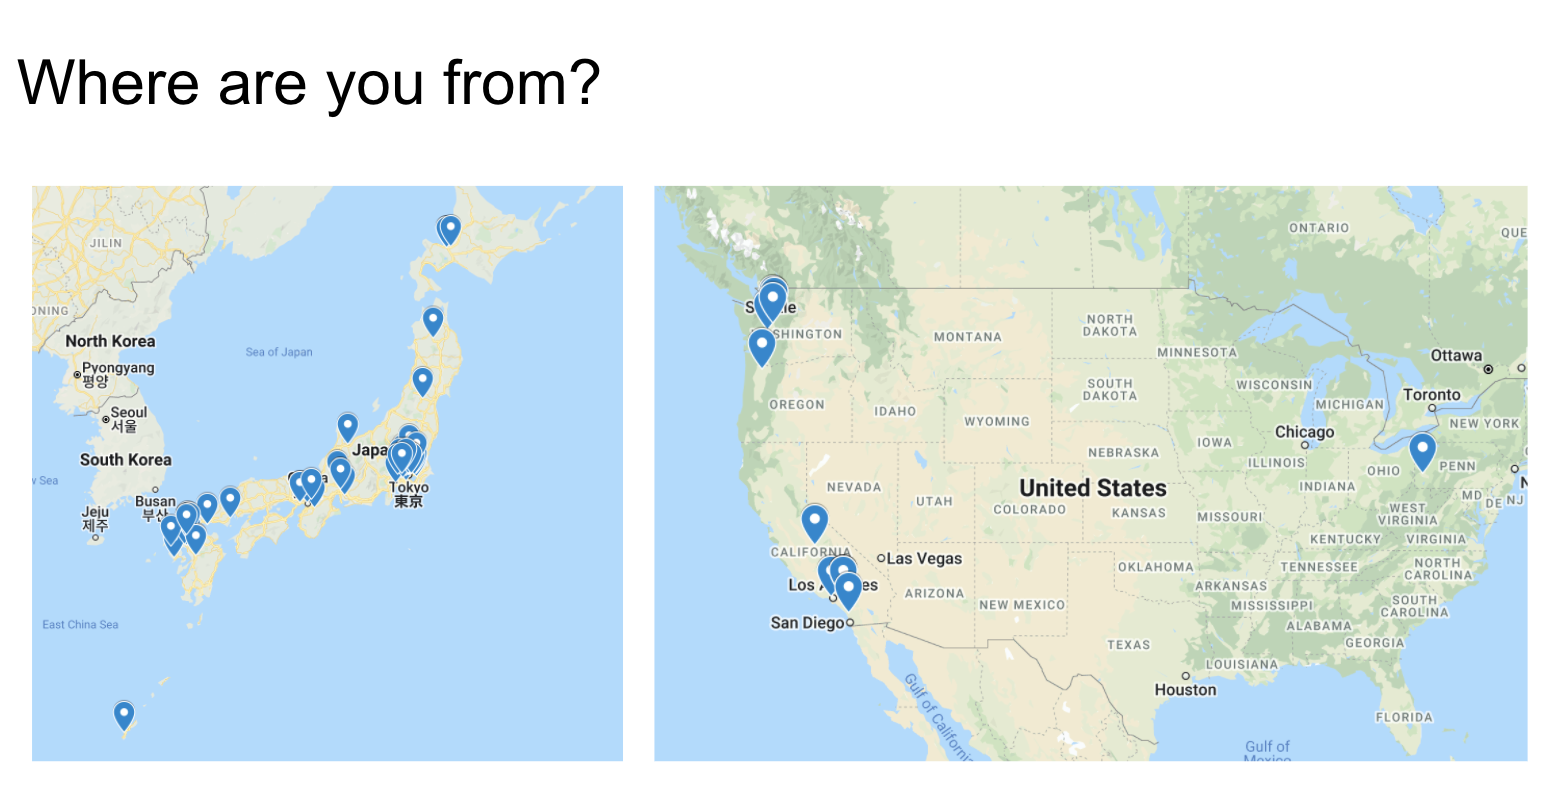 Where are you from?
JILIN
ONING
North Korea
Pyongyang
평양
Sea of Japan
Seoul
서울
South Korea
w Sea
Busan
부산
Jeju
제주
Japa
Tokyo
東京
East China Sea
ONTARIO
QUE
WASHINGTON
NORTH
DAKOTA
MONTANA
MINNESOTA
Ottawa
SOUTH
DAKOTA
WISCONSIN
MICHIGAN
Toronto
OREGON
IDAHO
WYOMING
NEW YORK
Chicago
IOWA
NEBRASKA
ILLINOIS
OHIO
PENN
NEVADA
UTAH
United States
INDIANA
N
MD
DE
NJ
COLORADO
KANSAS
MISSOURI
WEST
VIRGINIA
KENTUCKY
VIRGINIA
CALIFORNIA
Las Vegas
OKLAHOMA
TENNESSEE
NORTH
CAROLINA
Los A
es
ARIZONA
NEW MEXICO
ARKANSAS
MISSISSIPPI
SOUTH
CAROLINA
San Diego
ALABAMA
GEORGIA
TEXAS
LOUISIANA
Houston
Gulf of California
FLORIDA
Gulf of
Mexico